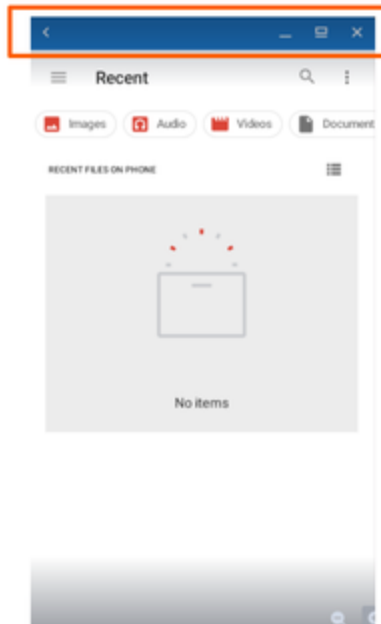 Recent
Images Audio Videos Document
RECENT FILES ON PHONE
No items